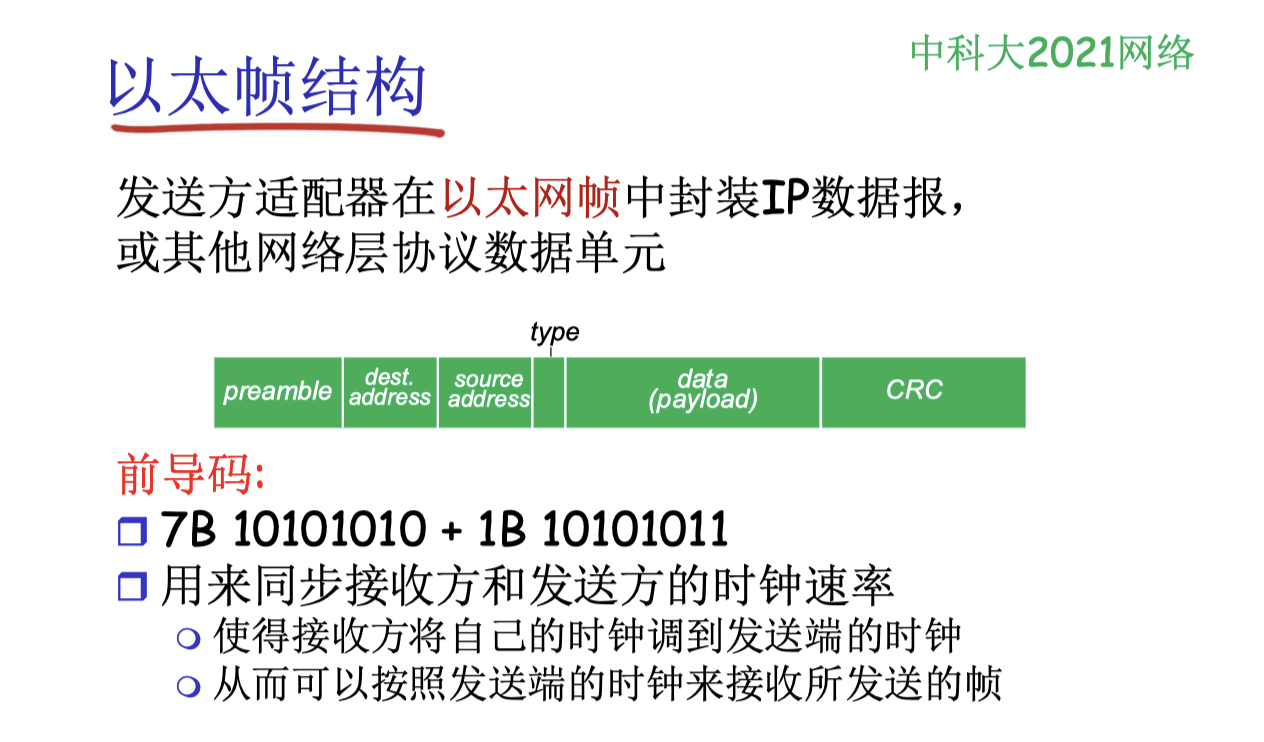 中科大2021网络
以太帧结构
发送方适配器在以太网帧中封装IP数据报，
或其他网络层协议数据单元
type
preamble
dest.
address
source
address
data
(payload)
CRC
前导码:
7B 10101010 + 1B 10101011
用来同步接收方和发送方的时钟速率
使得接收方将自己的时钟调到发送端的时钟
从而可以按照发送端的时钟来接收所发送的帧